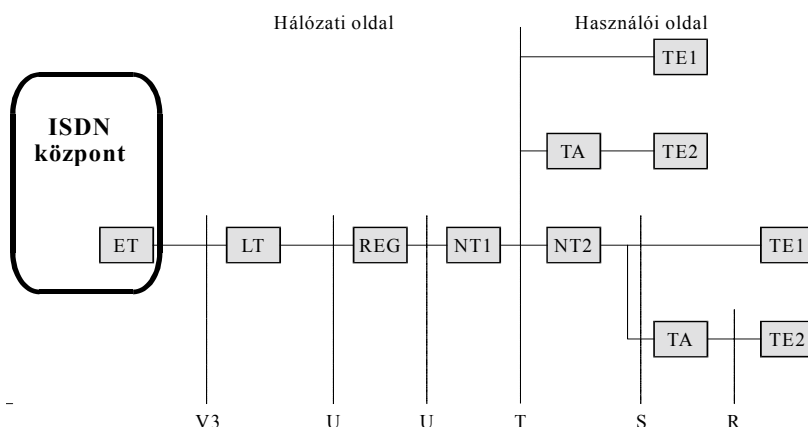 Hálózati oldal
Használói oldal
TE1
ISDN
központ
TA
TE2
ET
LT
REG
NT1
NT2
TE1
TA
TE2
V3
U
U
T
S
R